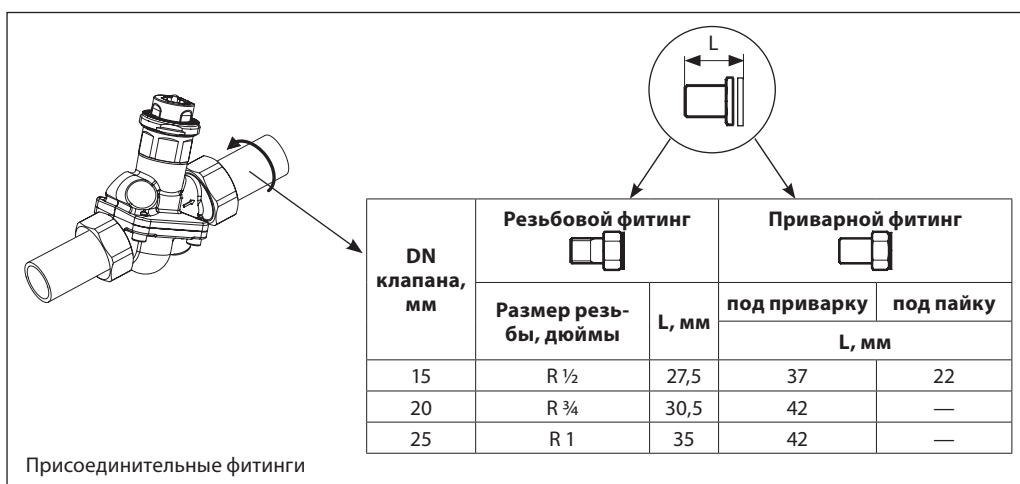 L
DN
клапана,
мм
Резьбовой фитинг
Приварной фитинг
Размер резь-
бы, дюймы
L, мм
под приварку
под пайку
L, мм
15 R ½ 27,5 37 22
20 R ¾ 30,5 42 —
25 R 1 35 42 —
Присоединительные фитинги